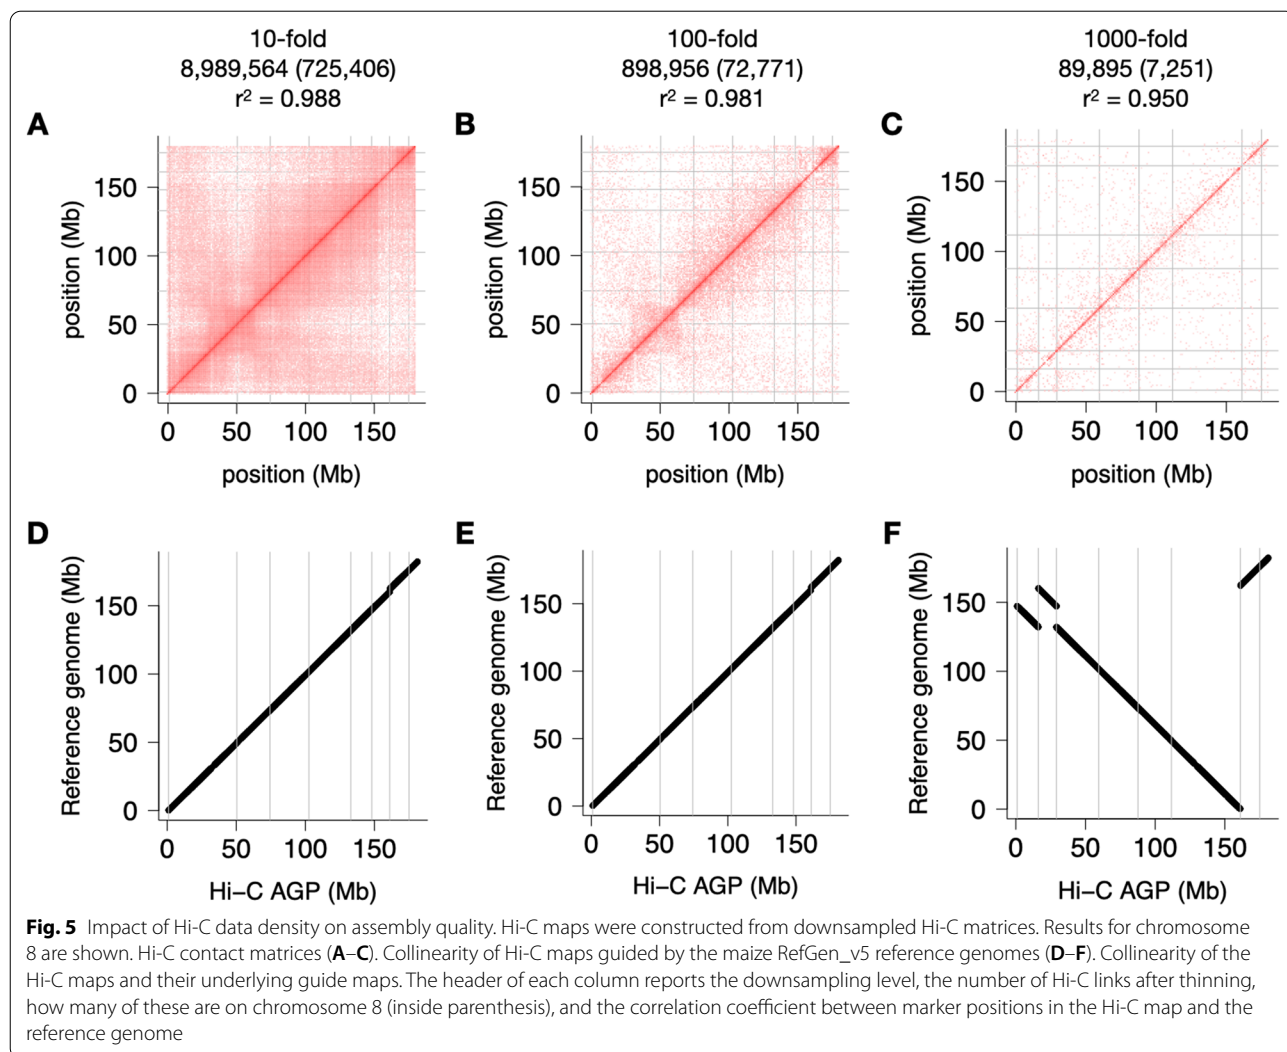 10-fold
8,989,564 (725,406)
r² = 0.988
100-fold
898,956 (72,771)
r² = 0.981
1000-fold
89,895 (7,251)
r² = 0.950
A
150
100
50
0
position (Mb)
0 50 100 150
position (Mb)
B
150
100
50
0
position (Mb)
0 50 100 150
position (Mb)
C
150
100
50
0
position (Mb)
0 50 100 150
position (Mb)
D
150
100
50
0
Reference genome (Mb)
0 50 100 150
Hi–C AGP (Mb)
E
150
100
50
0
Reference genome (Mb)
0 50 100 150
Hi–C AGP (Mb)
F
150
100
50
0
Reference genome (Mb)
0 50 100 150
Hi–C AGP (Mb)
Fig. 5 Impact of Hi-C data density on assembly quality. Hi-C maps were constructed from downsampled Hi-C matrices. Results for chromosome
8 are shown. Hi-C contact matrices (A–C). Collinearity of Hi-C maps guided by the maize RefGen_v5 reference genomes (D–F). Collinearity of the
Hi-C maps and their underlying guide maps. The header of each column reports the downsampling level, the number of Hi-C links after thinning,
how many of these are on chromosome 8 (inside parenthesis), and the correlation coefficient between marker positions in the Hi-C map and the
reference genome